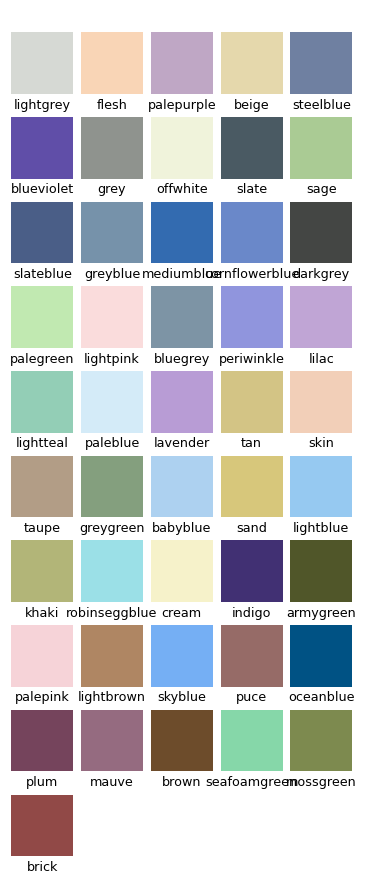 lightgrey flesh palepurple beige steelblue
blueviolet grey offwhite slate sage
slateblue greyblue mediumblue cornflowerblue darkgrey
palegreen lightpink bluegrey periwinkle lilac
lightteal paleblue lavender tan skin
taupe greygreen babyblue sand lightblue
khaki robinseggblue cream indigo armygreen
palepink lightbrown skyblue puce oceanblue
plum mauve brown seafoamgreen mossgreen
brick